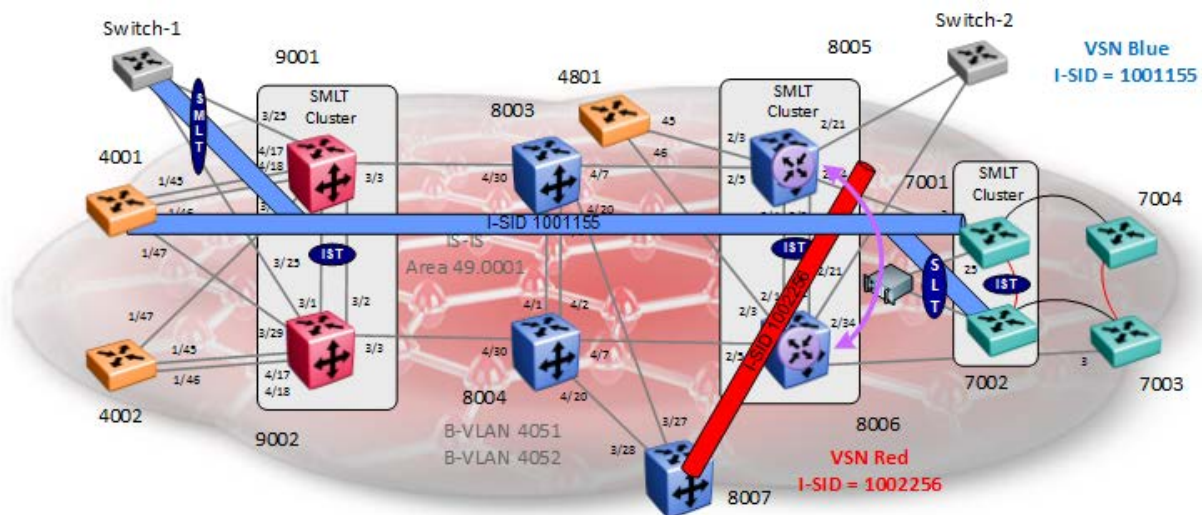 Switch-1
Switch-2
8005
VSN Blue
I-SID = 1001155
9001
4801
8003
SMLT
Cluster
SMLT
Cluster
SMLT
3/25
45
46
2/3
2/21
4001
1/45
4/17
4/18
3/3
4/30
4/7
2/5
7001
SMLT
Cluster
7004
1/46
4/20
I-SID 1001155
1/47
IST
IS-IS
Area 49.0001
IST
I-SID 1002256
2/21
25
SLT
IST
3/25
3/1
3/2
4/1
4/2
2/3
2/34
1/47
3/29
3/3
4/30
4/7
2/5
1/45
1/46
4/17
4/18
4/20
3
7002
7003
4002
9002
8004
B-VLAN 4051
B-VLAN 4052
3/27
3/28
8006
VSN Red
I-SID = 1002256
8007